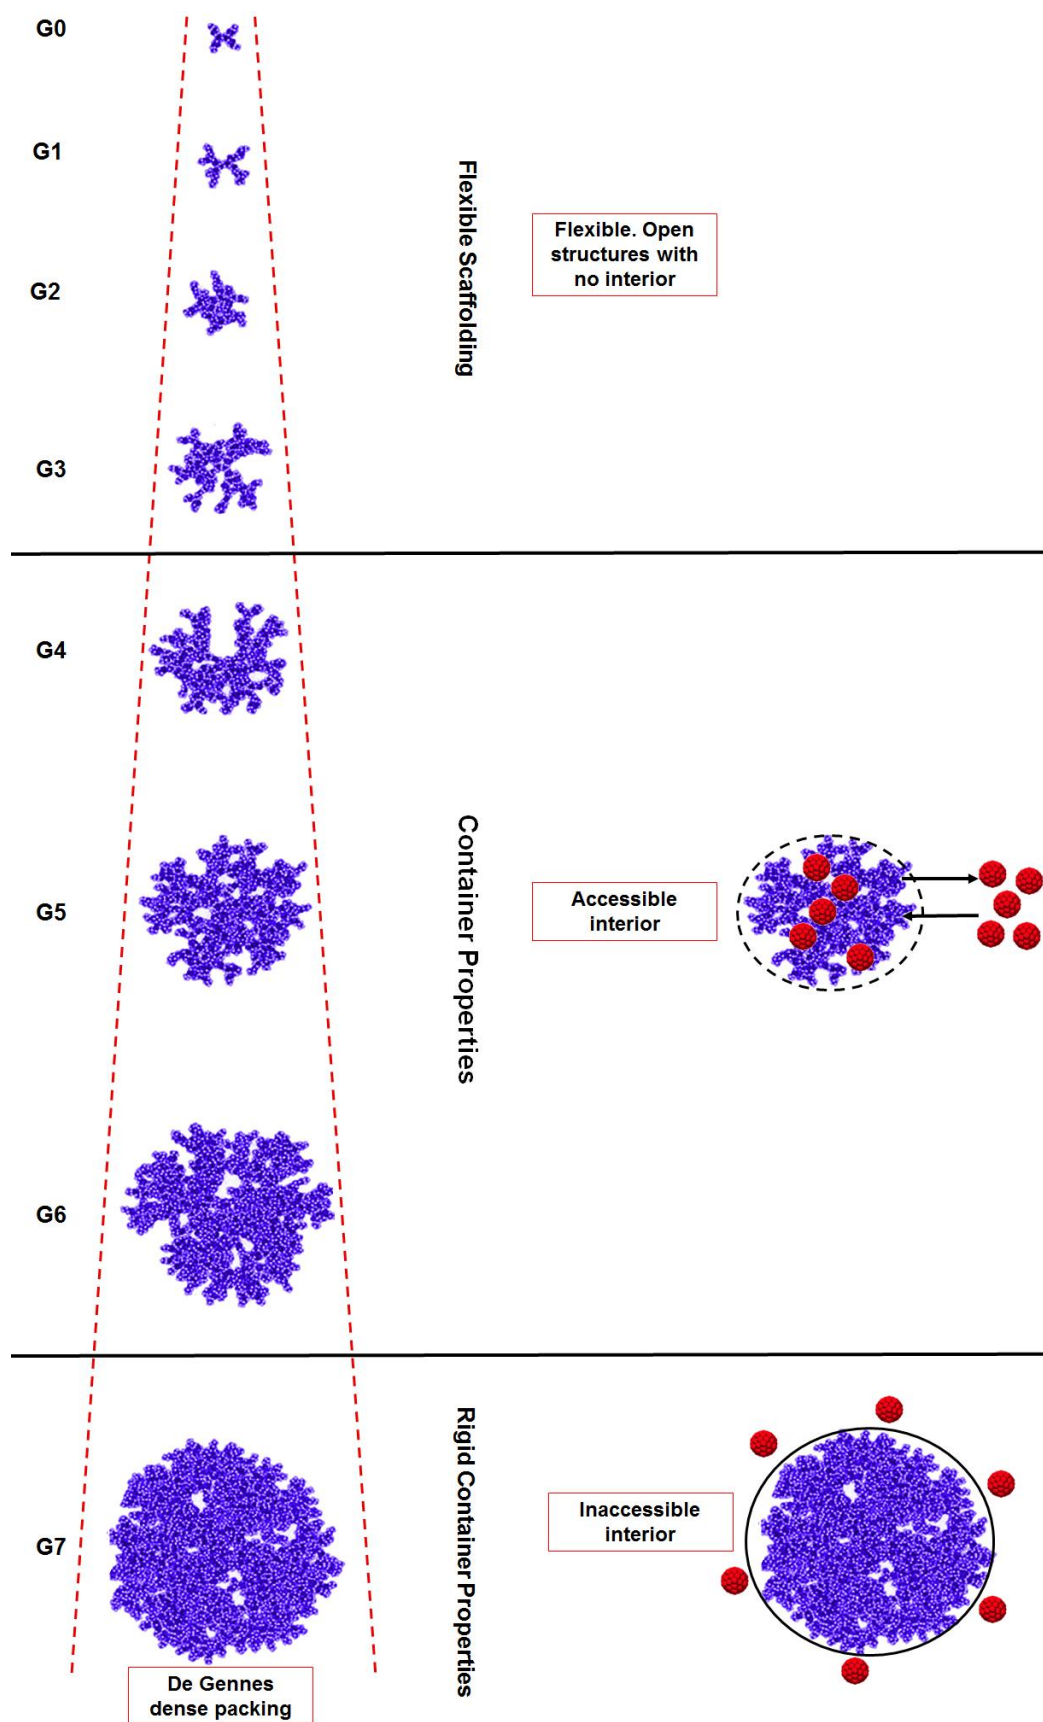 G0
G1
G2
G3
Flexible Scaffolding
Flexible. Open
structures with
no interior
G4
G5
G6
Container Properties
Accessible
interior
G7
Rigid Container Properties
Inaccessible
interior
De Gennes
dense packing